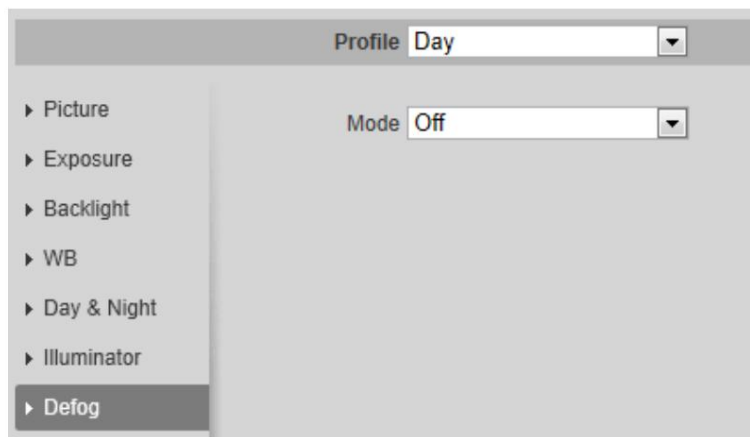 Profile Day
Mode Off
Picture
Exposure
Backlight
WB
Day & Night
Illuminator
Defog